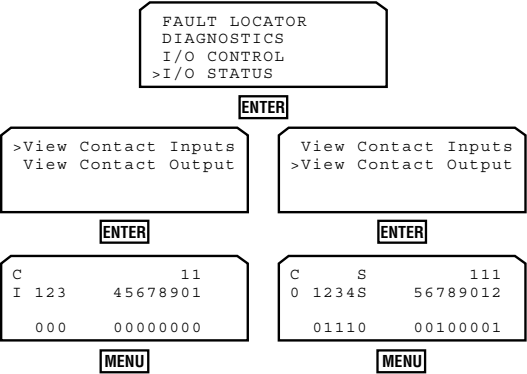 FAULT LOCATOR
DIAGNOSTICS
I/O CONTROL
>I/O STATUS
ENTER
>View Contact Inputs
View Contact Output
ENTER
C 11
I 123 45678901
000 00000000
MENU
View Contact Inputs
>View Contact Output
ENTER
C S 111
0 1234S 56789012
01110 00100001
MENU